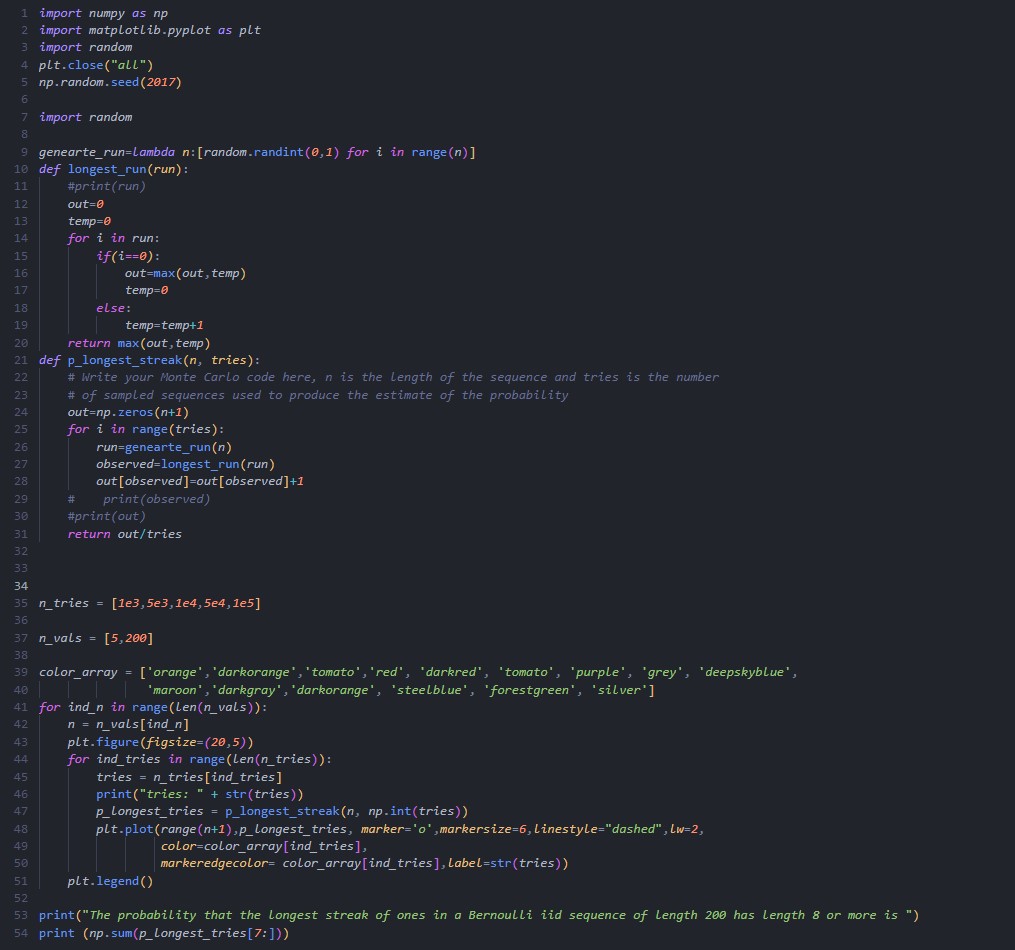 1 import numpy as np
2 import matplotlib.pyplot as plt
3 import random
4 plt.close("all")
5 np.random.seed(2017)
6
7 import random
8
9 genearte_run=lambda n:[random.randint(0,1) for i in range(n)]
10 def longest_run(run):
11     #print(run)
12     out=0
13     temp=0
14     for i in run:
15         if(i==0):
16             out=max(out,temp)
17             temp=0
18         else:
19             temp=temp+1
20     return max(out,temp)
21 def p_longest_streak(n, tries):
22     # Write your Monte Carlo code here, n is the length of the sequence and tries is the number
23     # of sampled sequences used to produce the estimate of the probability
24     out=np.zeros(n+1)
25     for i in range(tries):
26         run=genearte_run(n)
27         observed=longest_run(run)
28         out[observed]=out[observed]+1
29     #    print(observed)
30     #print(out)
31     return out/tries
32
33
34
35 n_tries = [1e3,5e3,1e4,5e4,1e5]
36
37 n_vals = [5,200]
38
39 color_array = ['orange','darkorange','tomato','red', 'darkred', 'tomato', 'purple', 'grey', 'deepskyblue',
40                'maroon','darkgray','darkorange', 'steelblue', 'forestgreen', 'silver']
41 for ind_n in range(len(n_vals)):
42     n = n_vals[ind_n]
43     plt.figure(figsize=(20,5))
44     for ind_tries in range(len(n_tries)):
45         tries = n_tries[ind_tries]
46         print("tries: " + str(tries))
47         p_longest_tries = p_longest_streak(n, np.int(tries))
48         plt.plot(range(n+1),p_longest_tries, marker='o',markersize=6,linestyle="dashed",lw=2,
49                  color=color_array[ind_tries],
50                  markeredgecolor= color_array[ind_tries],label=str(tries))
51     plt.legend()
52
53 print("The probability that the longest streak of ones in a Bernoulli iid sequence of length 200 has length 8 or more is ")
54 print (np.sum(p_longest_tries[7:]))